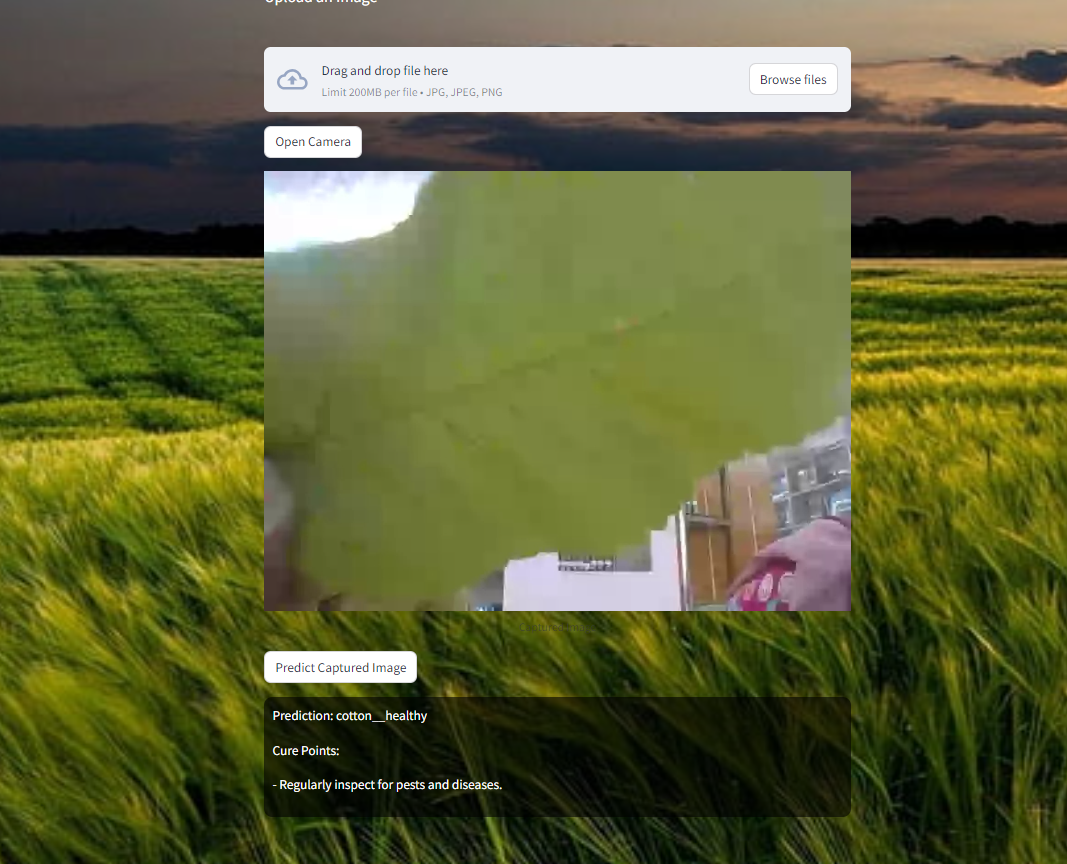 Upload an image
Drag and drop file here
Limit 200MB per file • JPG, JPEG, PNG
Browse files
Open Camera
Predict Captured Image
Prediction: cotton__healthy
Cure Points:
- Regularly inspect for pests and diseases.